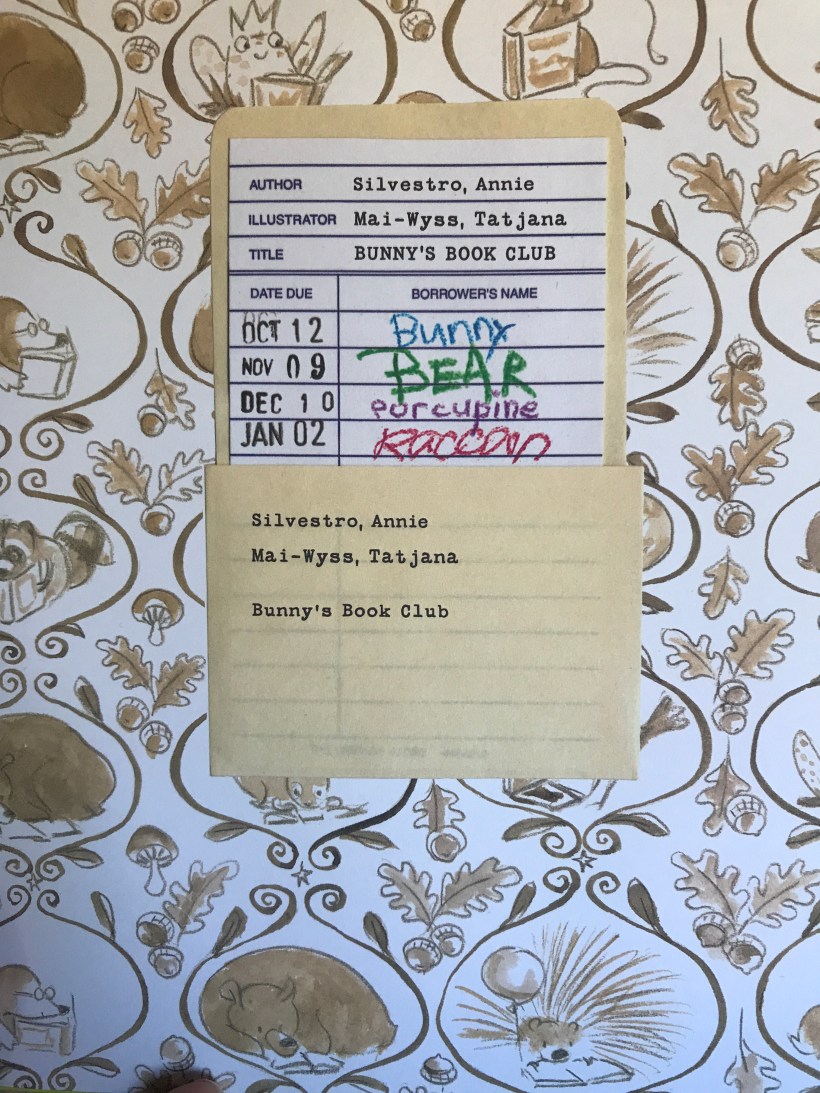 AUTHOR Silvestro, Annie
ILLUSTRATOR Mai-Wyss, Tatjana
TITLE BUNNY'S BOOK CLUB
DATE DUE BORROWER'S NAME
OCT 12 Bunny
NOV 09 BEAR
DEC 10 porcupine
JAN 02 Raccoon
Silvestro, Annie
Mai-Wyss, Tatjana
Bunny's Book Club